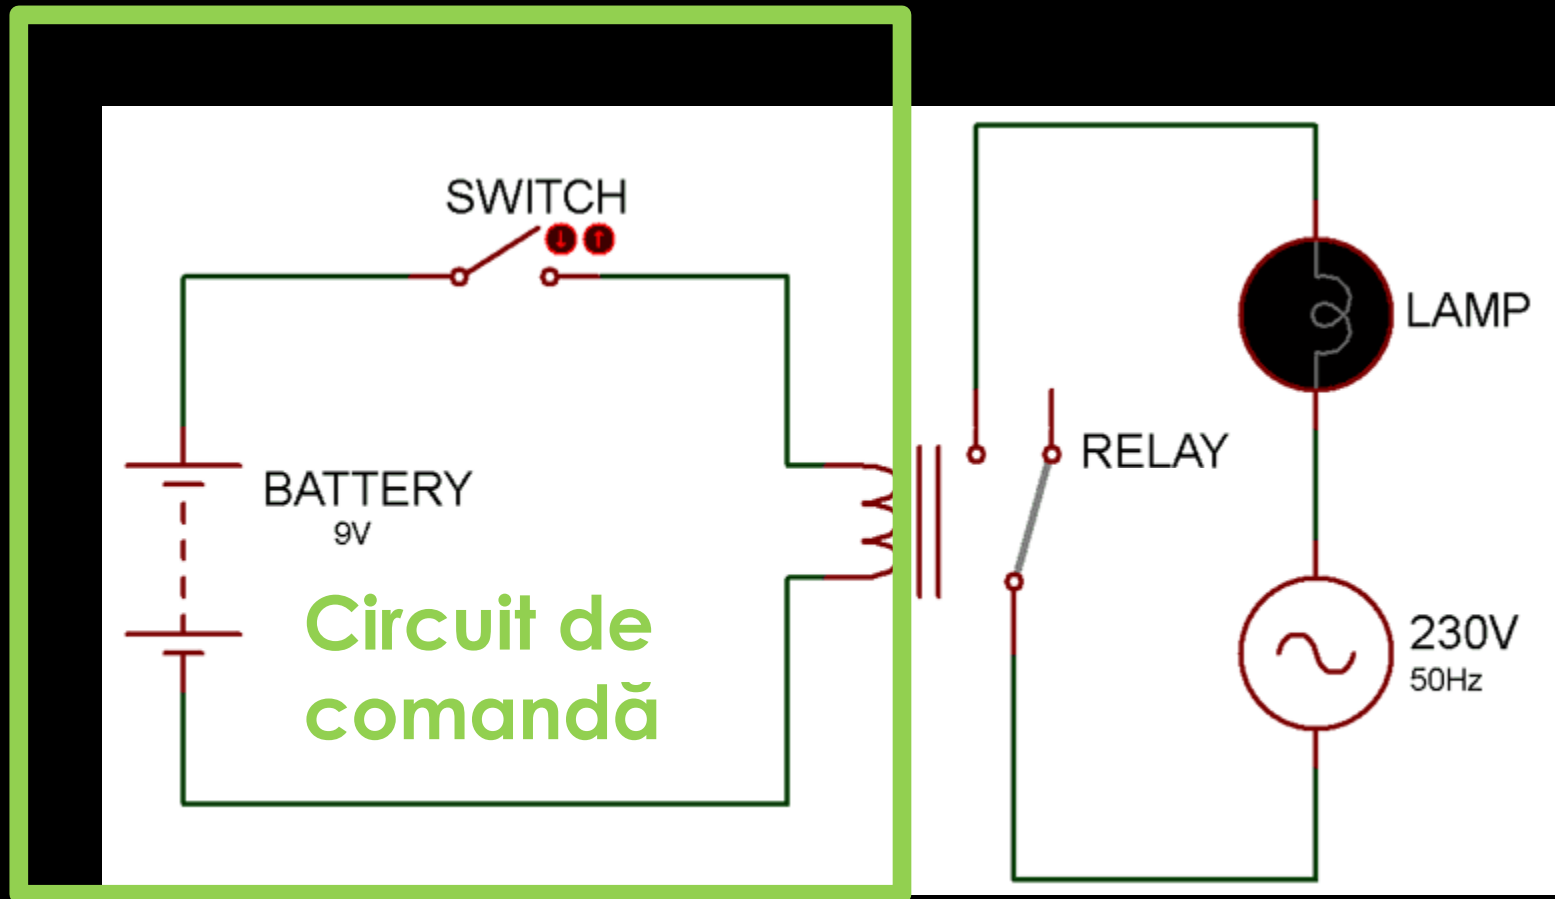 SWITCH
LAMP
RELAY
BATTERY
9V
Circuit de
comandă
230V
50Hz